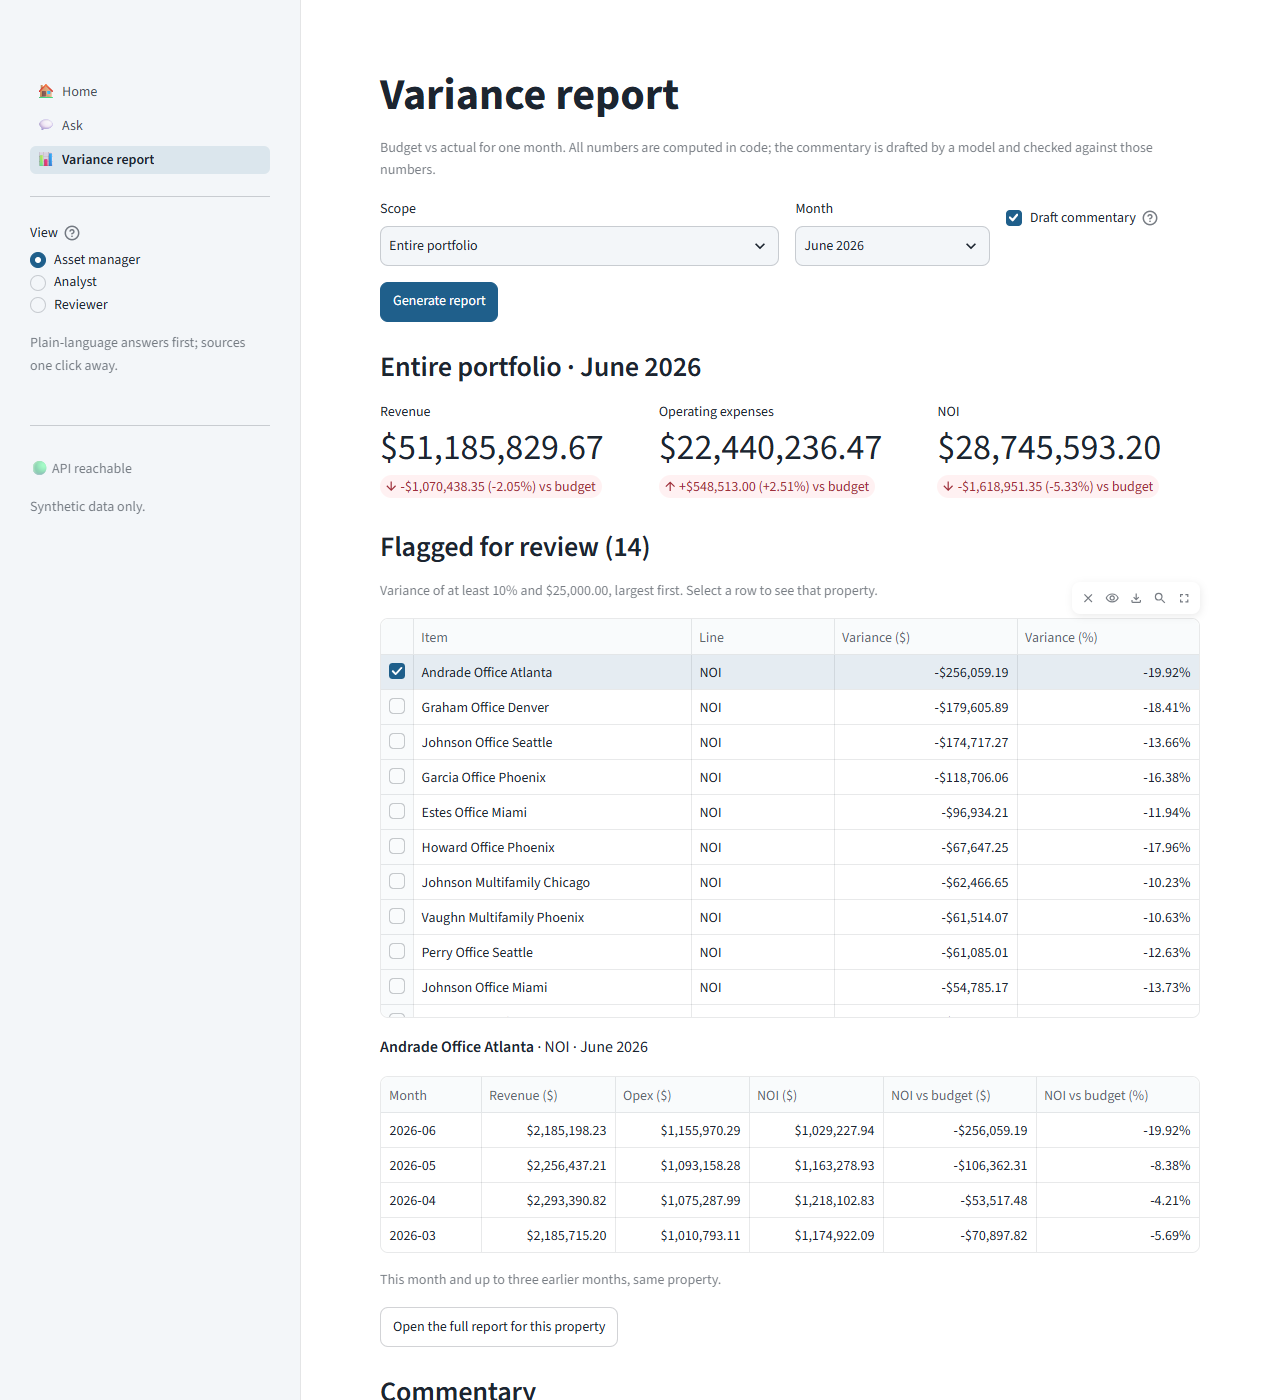 Home
Ask
Variance report
View
Asset manager
Analyst
Reviewer
Plain-language answers first; sources
one click away.
API reachable
Synthetic data only.
Variance report
Budget vs actual for one month. All numbers are computed in code; the commentary is drafted by a model and checked against those
numbers.
Scope
Month
Draft commentary
Entire portfolio
June 2026
Generate report
Entire portfolio · June 2026
Revenue
Operating expenses
NOI
$51,185,829.67
$22,440,236.47
$28,745,593.20
↓ -$1,070,438.35 (-2.05%) vs budget
↑ +$548,513.00 (+2.51%) vs budget
↓ -$1,618,951.35 (-5.33%) vs budget
Flagged for review (14)
Variance of at least 10% and $25,000.00, largest first. Select a row to see that property.
Item Line Variance ($) Variance (%)
Andrade Office Atlanta NOI -$256,059.19 -19.92%
Graham Office Denver NOI -$179,605.89 -18.41%
Johnson Office Seattle NOI -$174,717.27 -13.66%
Garcia Office Phoenix NOI -$118,706.06 -16.38%
Estes Office Miami NOI -$96,934.21 -11.94%
Howard Office Phoenix NOI -$67,647.25 -17.96%
Johnson Multifamily Chicago NOI -$62,466.65 -10.23%
Vaughn Multifamily Phoenix NOI -$61,514.07 -10.63%
Perry Office Seattle NOI -$61,085.01 -12.63%
Johnson Office Miami NOI -$54,785.17 -13.73%
Andrade Office Atlanta · NOI · June 2026
Month Revenue ($) Opex ($) NOI ($) NOI vs budget ($) NOI vs budget (%)
2026-06 $2,185,198.23 $1,155,970.29 $1,029,227.94 -$256,059.19 -19.92%
2026-05 $2,256,437.21 $1,093,158.28 $1,163,278.93 -$106,362.31 -8.38%
2026-04 $2,293,390.82 $1,075,287.99 $1,218,102.83 -$53,517.48 -4.21%
2026-03 $2,185,715.20 $1,010,793.11 $1,174,922.09 -$70,897.82 -5.69%
This month and up to three earlier months, same property.
Open the full report for this property
Commentary